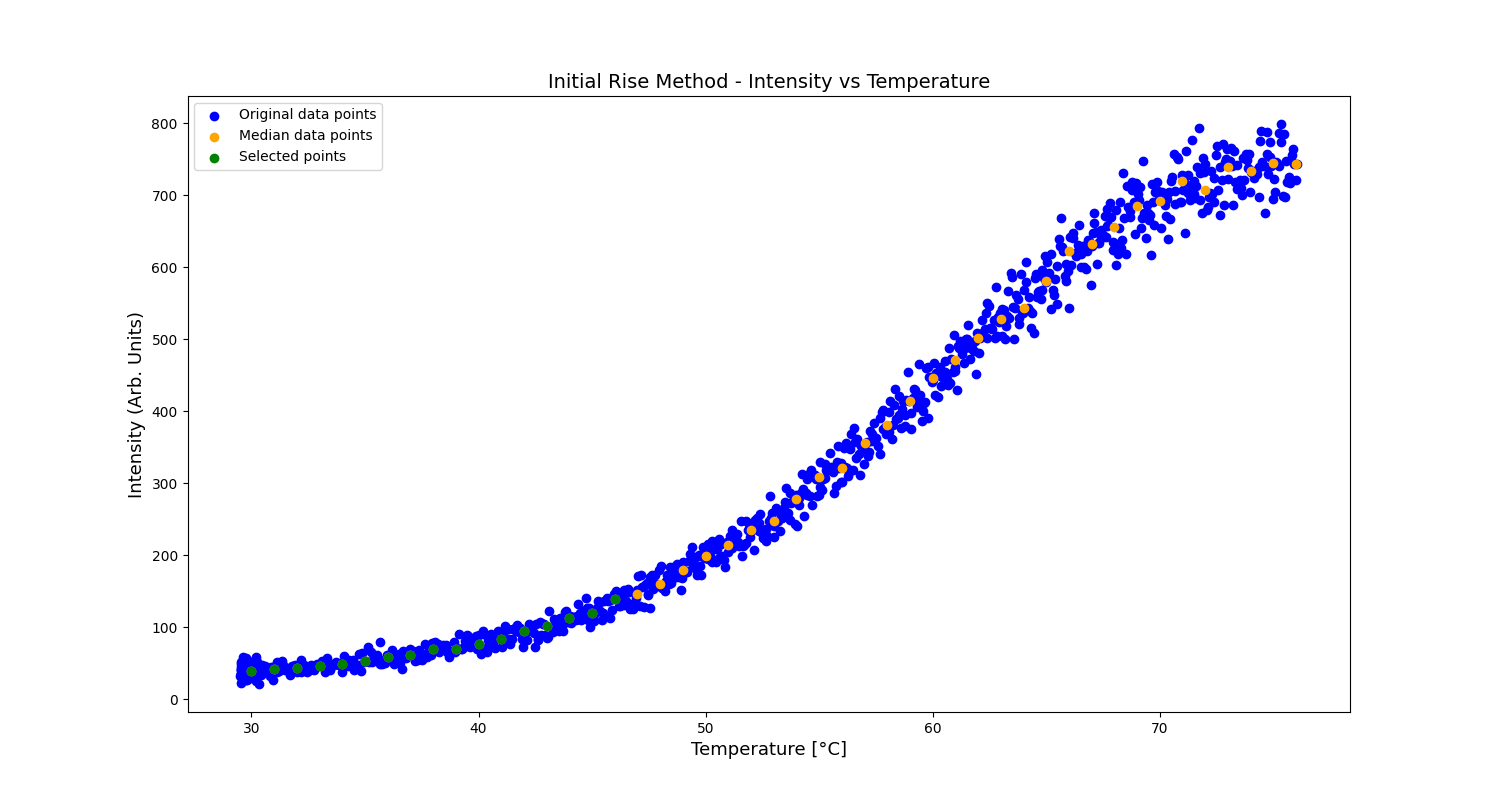 Initial Rise Method - Intensity vs Temperature
Original data points
Median data points
Selected points
800
700
600
500
400
300
200
100
0
Intensity (Arb. Units)
30 40 50 60 70
Temperature [°C]